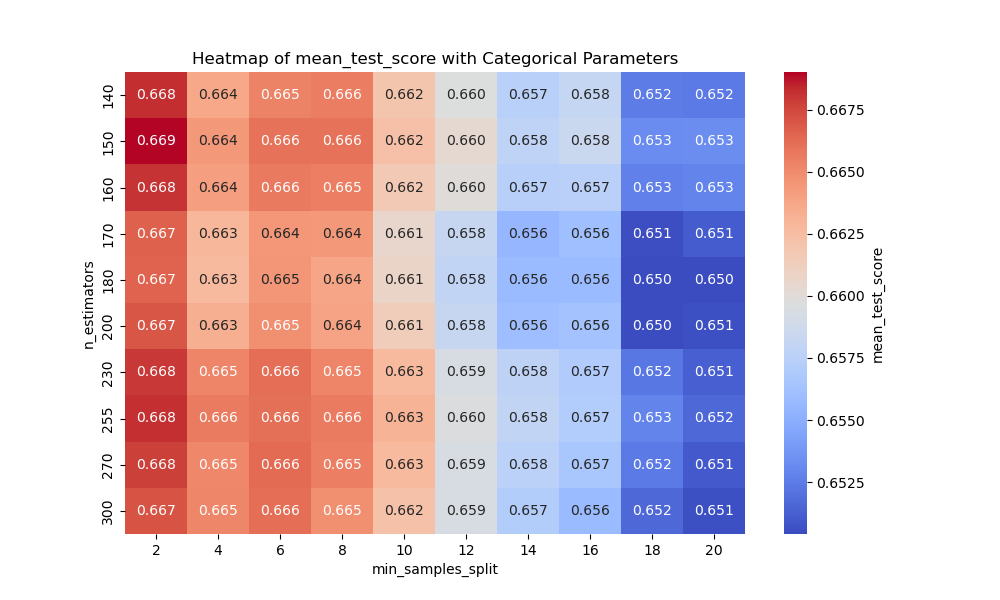 Heatmap of mean_test_score with Categorical Parameters
140 0.668 0.664 0.665 0.666 0.662 0.660 0.657 0.658 0.652 0.652
150 0.669 0.664 0.666 0.666 0.662 0.660 0.658 0.658 0.653 0.653
160 0.668 0.664 0.666 0.665 0.662 0.660 0.657 0.657 0.653 0.653
170 0.667 0.663 0.664 0.664 0.661 0.658 0.656 0.656 0.651 0.651
180 0.667 0.663 0.665 0.664 0.661 0.658 0.656 0.656 0.650 0.650
200 0.667 0.663 0.665 0.664 0.661 0.658 0.656 0.656 0.650 0.651
230 0.668 0.665 0.666 0.665 0.663 0.659 0.658 0.657 0.652 0.651
255 0.668 0.666 0.666 0.666 0.663 0.660 0.658 0.657 0.653 0.652
270 0.668 0.665 0.666 0.665 0.663 0.659 0.658 0.657 0.652 0.651
300 0.667 0.665 0.666 0.665 0.662 0.659 0.657 0.656 0.652 0.651
2 4 6 8 10 12 14 16 18 20
min_samples_split
n_estimators
0.6675
0.6650
0.6625
0.6600
0.6575
0.6550
0.6525
mean_test_score